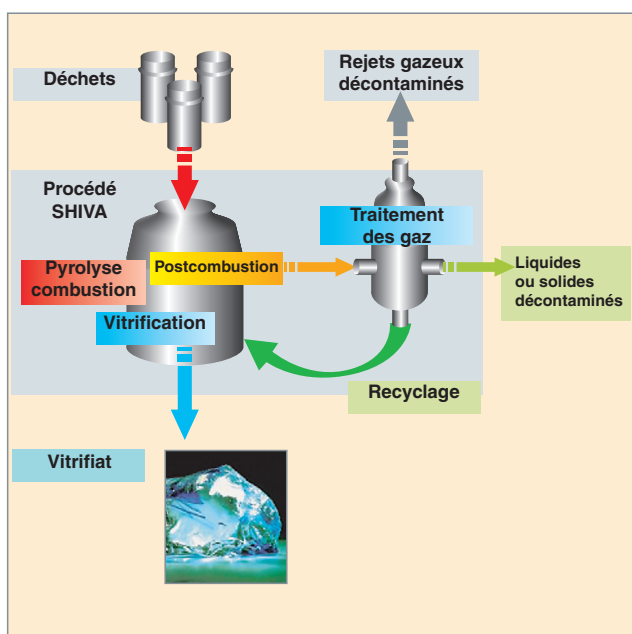 Déchets
Rejets gazeux
décontaminés
Procédé
SHIVA
Traitement
des gaz
Pyrolyse
combustion
Postcombustion
Liquides
ou solides
décontaminés
Vitrification
Recyclage
Vitrifiat